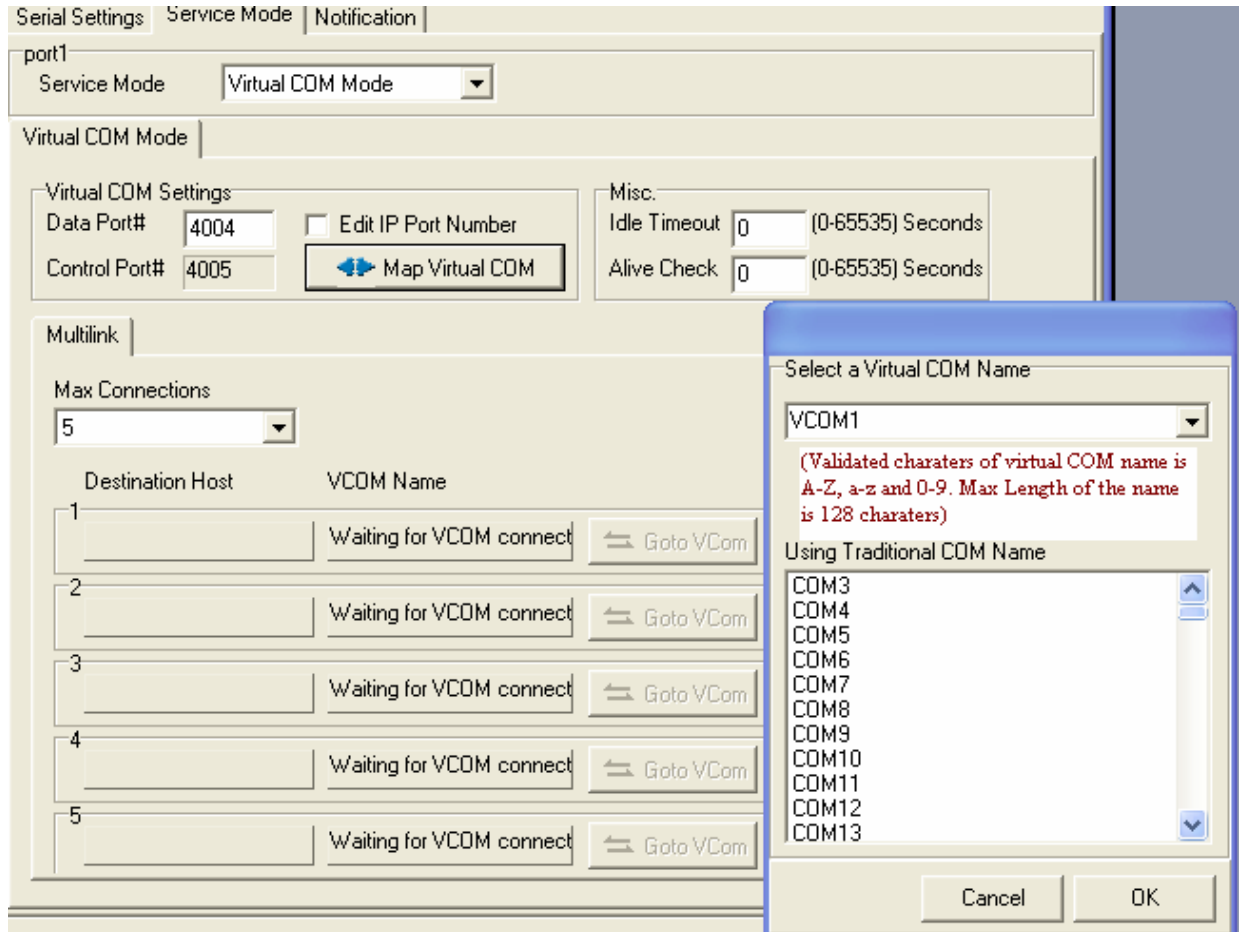 Serial Settings Service Mode Notification
port1
Service Mode Virtual COM Mode
Virtual COM Mode
Virtual COM Settings
Data Port# 4004 Edit IP Port Number
Control Port# 4005 Map Virtual COM
Misc.
Idle Timeout 0 (0-65535) Seconds
Alive Check 0 (0-65535) Seconds
Multilink
Max Connections
5
Destination Host VCOM Name
1
Waiting for VCOM connect Goto VCom
2
Waiting for VCOM connect Goto VCom
3
Waiting for VCOM connect Goto VCom
4
Waiting for VCOM connect Goto VCom
5
Waiting for VCOM connect Goto VCom
Select a Virtual COM Name
VCOM1
(Validated charaters of virtual COM name is
A-Z, a-z and 0-9. Max Length of the name
is 128 charaters)
Using Traditional COM Name
COM3
COM4
COM5
COM6
COM7
COM8
COM9
COM10
COM11
COM12
COM13
Cancel OK